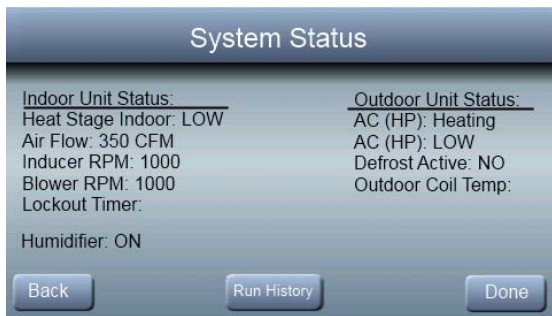 System Status
Indoor Unit Status:
Heat Stage Indoor: LOW
Air Flow: 350 CFM
Inducer RPM: 1000
Blower RPM: 1000
Lockout Timer:
Humidifier: ON
Outdoor Unit Status:
AC (HP): Heating
AC (HP): LOW
Defrost Active: NO
Outdoor Coil Temp:
Back
Run History
Done